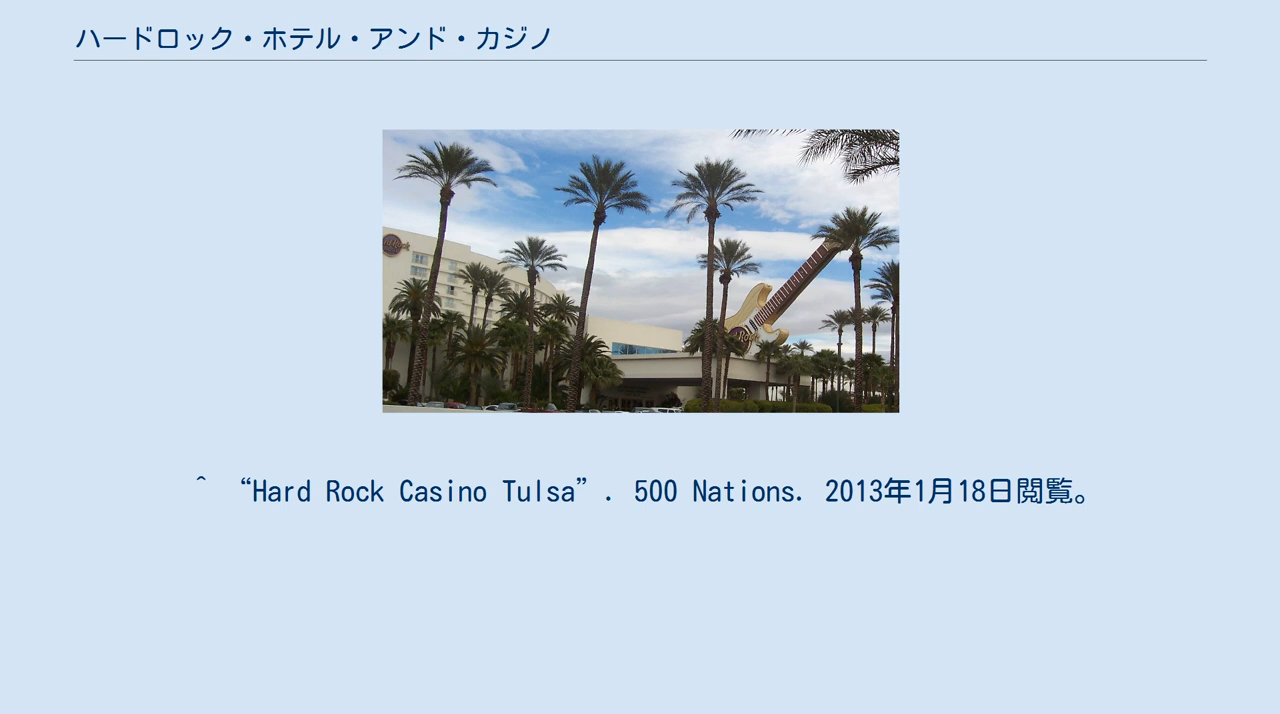 ハードロック・ホテル・アンド・カジノ
^ “Hard Rock Casino Tulsa”. 500 Nations. 2013年1月18日閲覧。